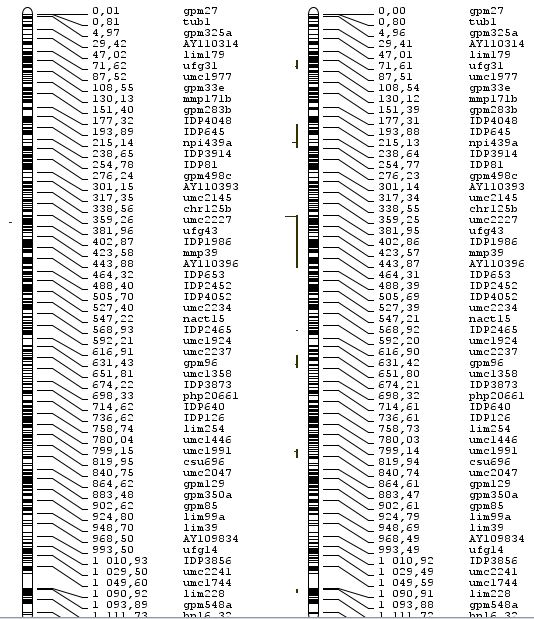 0,01 gpm27 0,00 gpm27
0,81 tub1 0,80 tub1
4,97 gpm325a 4,96 gpm325a
29,42 AY110314 29,41 AY110314
47,02 lim179 47,01 lim179
71,62 ufg31 71,61 ufg31
87,52 umc1977 87,51 umc1977
108,55 gpm33e 108,54 gpm33e
130,13 mmp171b 130,12 mmp171b
151,40 gpm283b 151,39 gpm283b
177,32 IDP4048 177,31 IDP4048
193,89 IDP645 193,88 IDP645
215,14 npi439a 215,13 npi439a
238,65 IDP3914 238,64 IDP3914
254,78 IDP81 254,77 IDP81
276,24 gpm498c 276,23 gpm498c
301,15 AY110393 301,14 AY110393
317,35 umc2145 317,34 umc2145
338,56 chr125b 338,55 chr125b
359,26 umc2227 359,25 umc2227
381,96 ufg43 381,95 ufg43
402,87 IDP1986 402,86 IDP1986
423,58 mmp39 423,57 mmp39
443,88 AY110396 443,87 AY110396
464,32 IDP653 464,31 IDP653
488,40 IDP2452 488,39 IDP2452
505,70 IDP4052 505,69 IDP4052
527,40 umc2234 527,39 umc2234
547,22 nact15 547,21 nact15
568,93 IDP2465 568,92 IDP2465
592,21 umc1924 592,20 umc1924
616,91 umc2237 616,90 umc2237
631,43 gpm96 631,42 gpm96
651,81 umc1358 651,80 umc1358
674,22 IDP3873 674,21 IDP3873
698,33 php20661 698,32 php20661
714,62 IDP640 714,61 IDP640
736,62 IDP126 736,61 IDP126
758,74 lim254 758,73 lim254
780,04 umc1446 780,03 umc1446
799,15 umc1991 799,14 umc1991
819,95 csu696 819,94 csu696
840,75 umc2047 840,74 umc2047
864,62 gpm129 864,61 gpm129
883,48 gpm350a 883,47 gpm350a
902,62 gpm85 902,61 gpm85
924,80 lim99a 924,79 lim99a
948,70 lim39 948,69 lim39
968,50 AY109834 968,49 AY109834
993,50 ufg14 993,49 ufg14
1 010,93 IDP3856 1 010,92 IDP3856
1 029,50 umc2241 1 029,49 umc2241
1 049,60 umc1744 1 049,59 umc1744
1 090,92 lim228 1 090,91 lim228
1 093,89 gpm548a 1 093,88 gpm548a